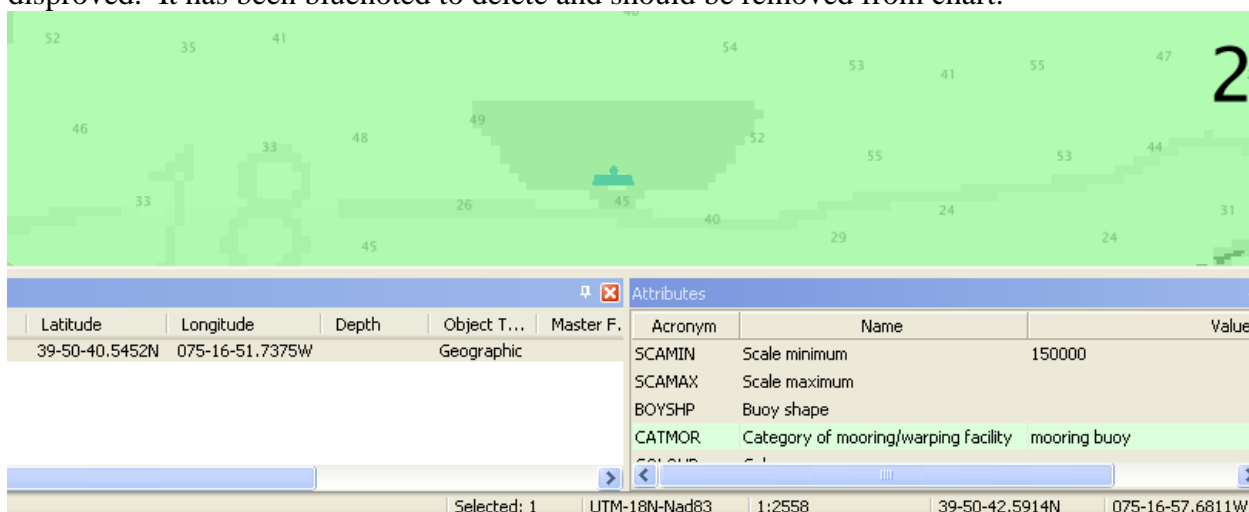 disproved. It has been bluenoted to delete and should be removed from chart.
52 35 41 54 53 41 55 47 2
46 33 48 49 52 55 53 44
33 26 45 40 24 31
18 45 29 24
Attributes
Latitude Longitude Depth Object T... Master F. Acronym Name Value
39-50-40.5452N 075-16-51.7375W Geographic SCAMIN Scale minimum 150000
SCAMAX Scale maximum
BOYSHP Buoy shape
CATMOR Category of mooring/warping facility mooring buoy
Selected: 1 UTM-18N-Nad83 1:2558 39-50-42.5914N 075-16-57.6811W